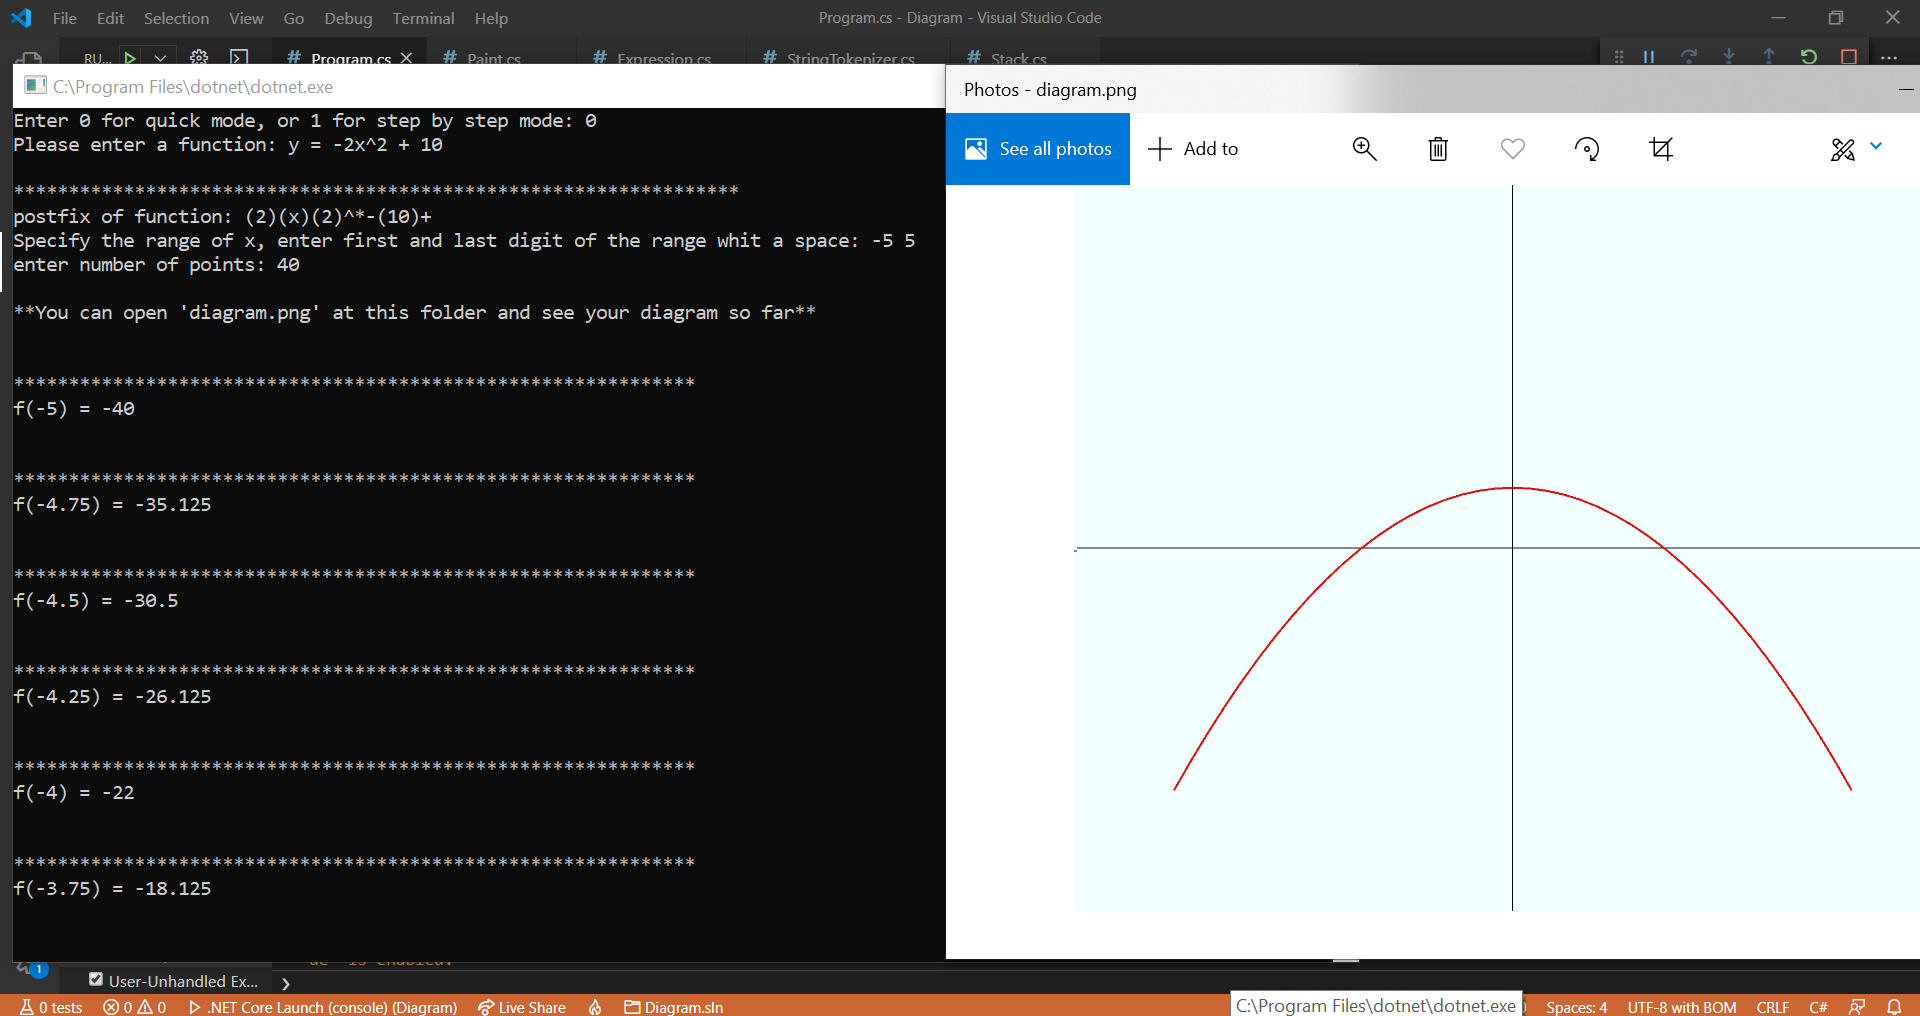 File Edit Selection View Go Debug Terminal Help
Program.cs - Diagram - Visual Studio Code
RU...
# Program.cs
# Paint.cs
# Expression.cs
# StringTokenizer.cs
# Stack.cs
C:\Program Files\dotnet\dotnet.exe
Enter 0 for quick mode, or 1 for step by step mode: 0
Please enter a function: y = -2x^2 + 10
******************************************************************
postfix of function: (2)(x)(2)^*-(10)+
Specify the range of x, enter first and last digit of the range whit a space: -5 5
enter number of points: 40
**You can open 'diagram.png' at this folder and see your diagram so far**
**************************************************************
f(-5) = -40
**************************************************************
f(-4.75) = -35.125
**************************************************************
f(-4.5) = -30.5
**************************************************************
f(-4.25) = -26.125
**************************************************************
f(-4) = -22
**************************************************************
f(-3.75) = -18.125
Photos - diagram.png
See all photos
Add to
1
User-Unhandled Ex...
0 tests
0
0
.NET Core Launch (console) (Diagram)
Live Share
Diagram.sln
C:\Program Files\dotnet\dotnet.exe
Spaces: 4
UTF-8 with BOM
CRLF
C#